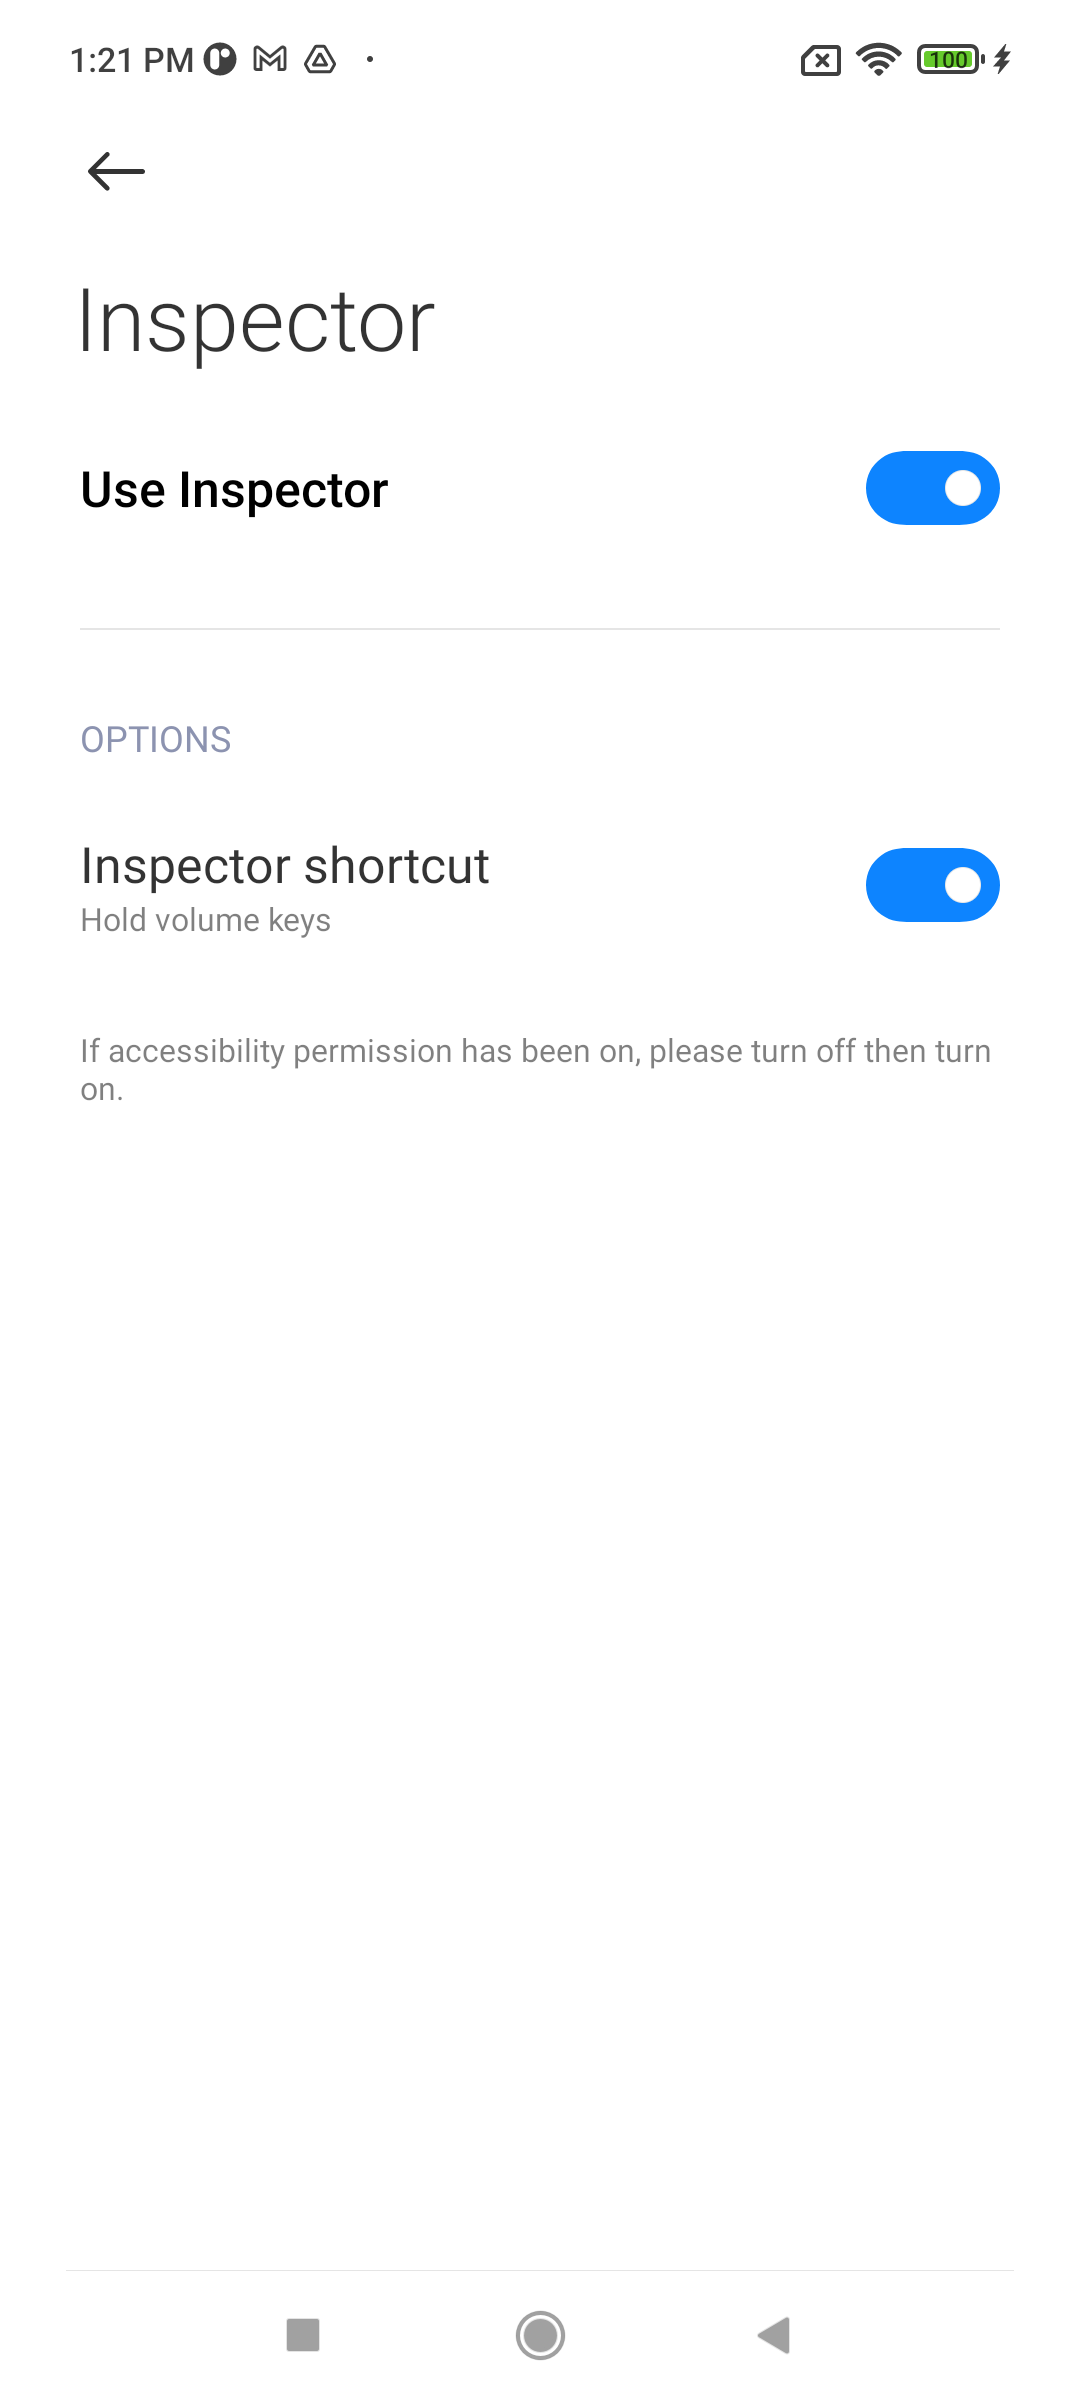 1:21 PM
100
Inspector
Use Inspector
OPTIONS
Inspector shortcut
Hold volume keys
If accessibility permission has been on, please turn off then turn
on.